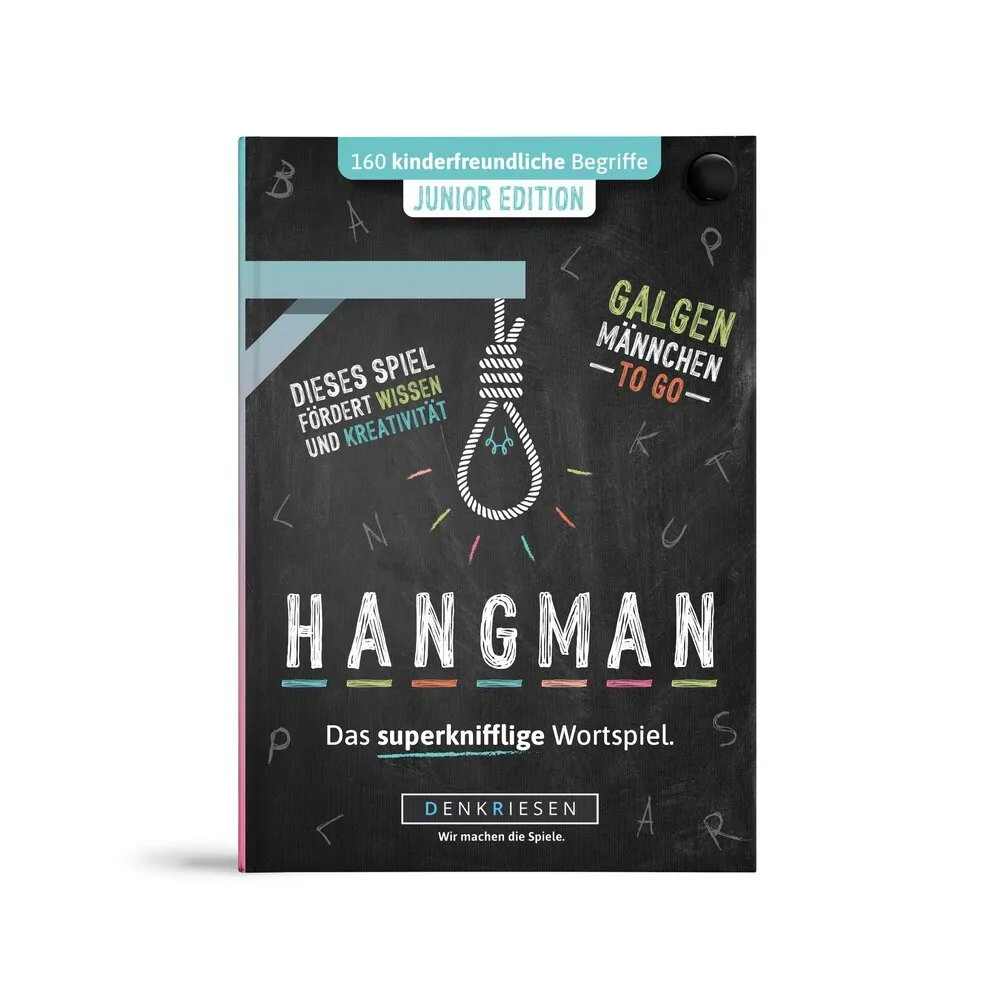 160 kinderfreundliche Begriffe
JUNIOR EDITION
GALGEN
MÄNNCHEN
TO GO
DIESES SPIEL
FÖRDERT WISSEN
UND KREATIVITÄT
HANGMAN
Das superknifflige Wortspiel.
DENKRIESEN
Wir machen die Spiele.